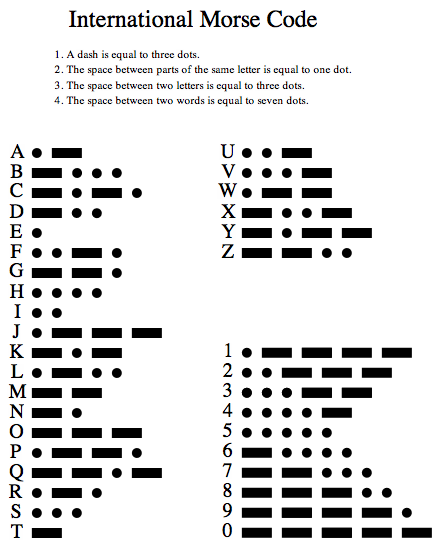 International Morse Code
1. A dash is equal to three dots.
2. The space between parts of the same letter is equal to one dot.
3. The space between two letters is equal to three dots.
4. The space between two words is equal to seven dots.
A
B
C
D
E
F
G
H
I
J
K
L
M
N
O
P
Q
R
S
T
U
V
W
X
Y
Z
1
2
3
4
5
6
7
8
9
0